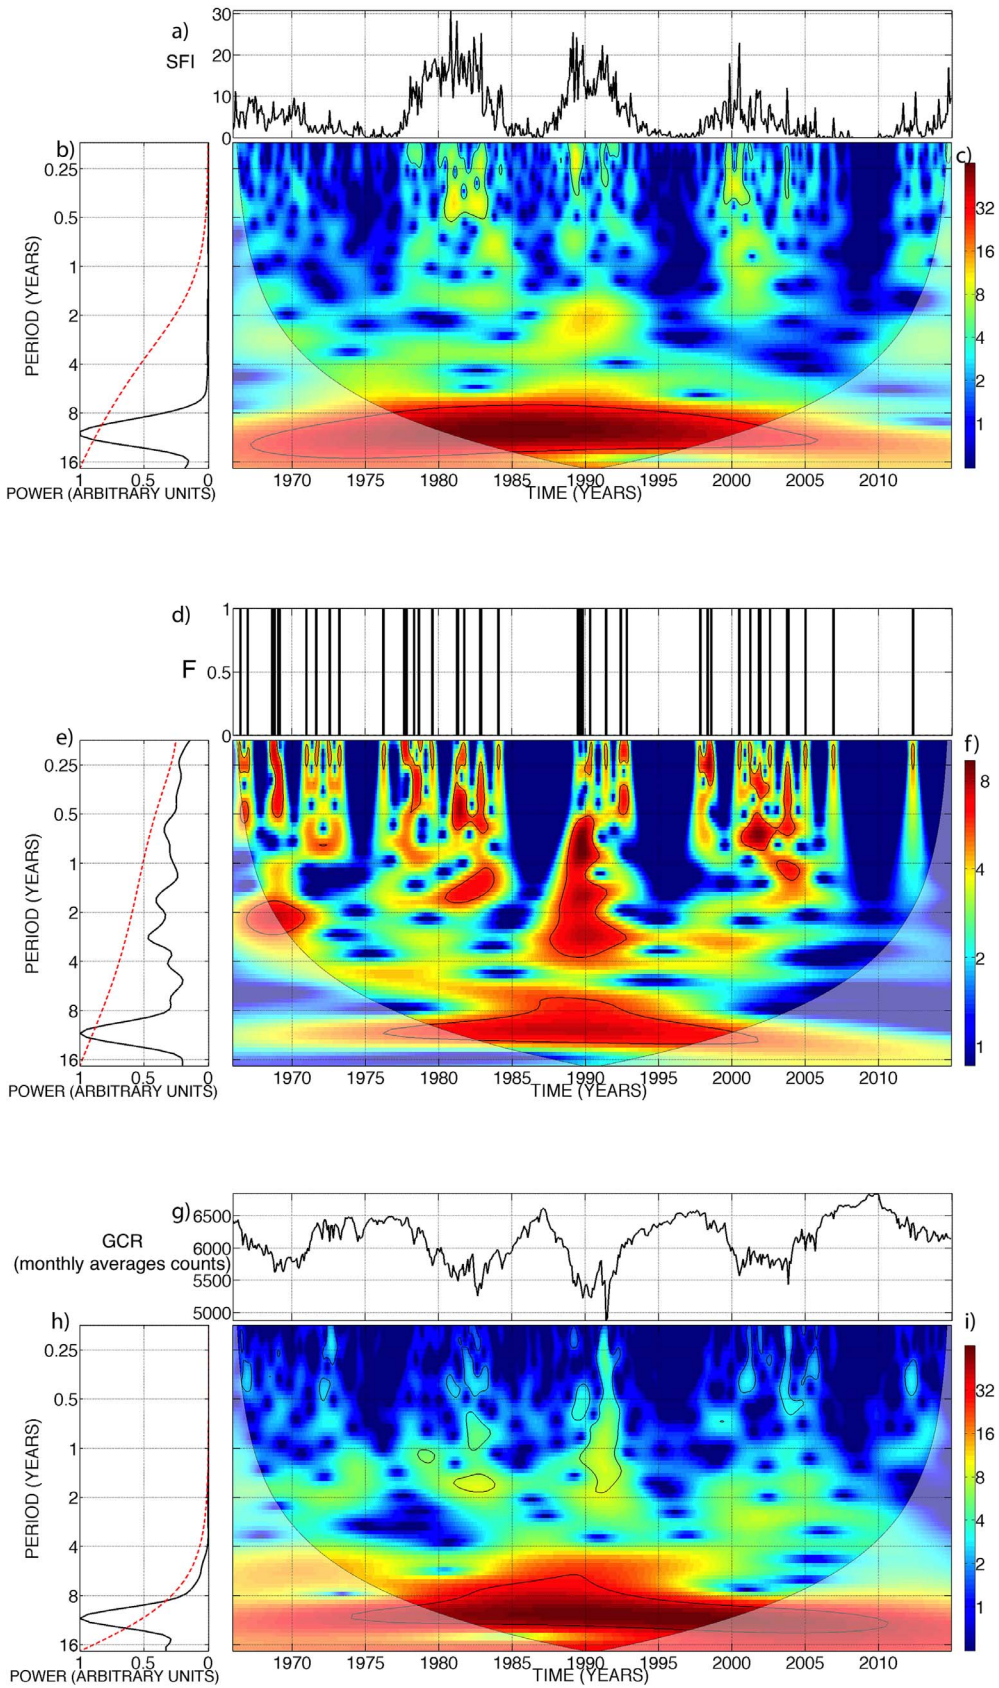 a)
SFI
30
20
10
0
b)
c)
0.25
0.5
1
2
4
8
16
PERIOD (YEARS)
32
16
8
4
2
1
1 0.5 0
POWER (ARBITRARY UNITS)
1970 1975 1980 1985 1990 1995 2000 2005 2010
TIME (YEARS)
d)
F
1
0.5
0
e)
f)
0.25
0.5
1
2
4
8
16
PERIOD (YEARS)
8
4
2
1
1 0.5 0
POWER (ARBITRARY UNITS)
1970 1975 1980 1985 1990 1995 2000 2005 2010
TIME (YEARS)
g)
GCR
(monthly averages counts)
6500
6000
5500
5000
h)
i)
0.25
0.5
1
2
4
8
16
PERIOD (YEARS)
32
16
8
4
2
1
1 0.5 0
POWER (ARBITRARY UNITS)
1970 1975 1980 1985 1990 1995 2000 2005 2010
TIME (YEARS)